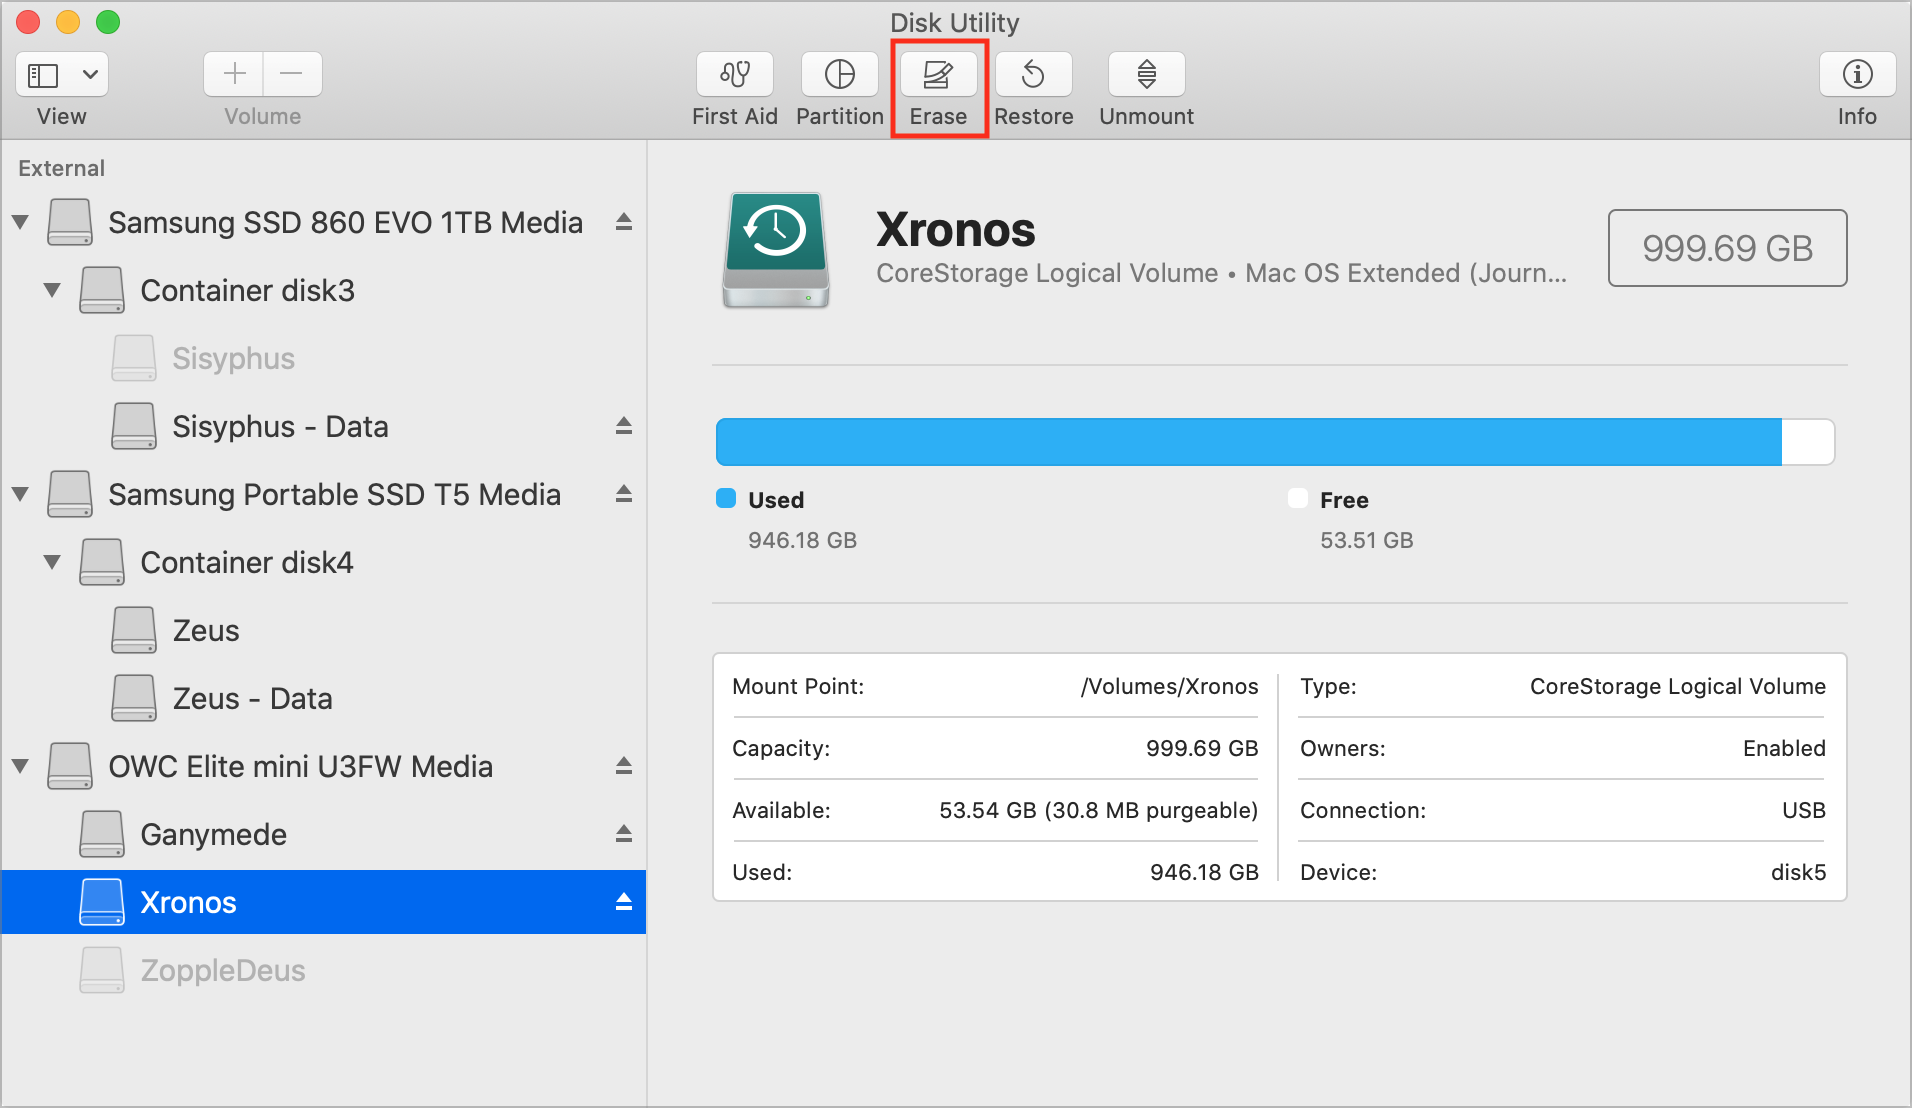 Disk Utility
View
Volume
First Aid
Partition
Erase
Restore
Unmount
Info
External
Samsung SSD 860 EVO 1TB Media
Container disk3
Sisyphus
Sisyphus - Data
Samsung Portable SSD T5 Media
Container disk4
Zeus
Zeus - Data
OWC Elite mini U3FW Media
Ganymede
Xronos
ZoppleDeus
Xronos
CoreStorage Logical Volume • Mac OS Extended (Journ...
999.69 GB
Used
946.18 GB
Free
53.51 GB
Mount Point: /Volumes/Xronos
Capacity: 999.69 GB
Available: 53.54 GB (30.8 MB purgeable)
Used: 946.18 GB
Type: CoreStorage Logical Volume
Owners: Enabled
Connection: USB
Device: disk5